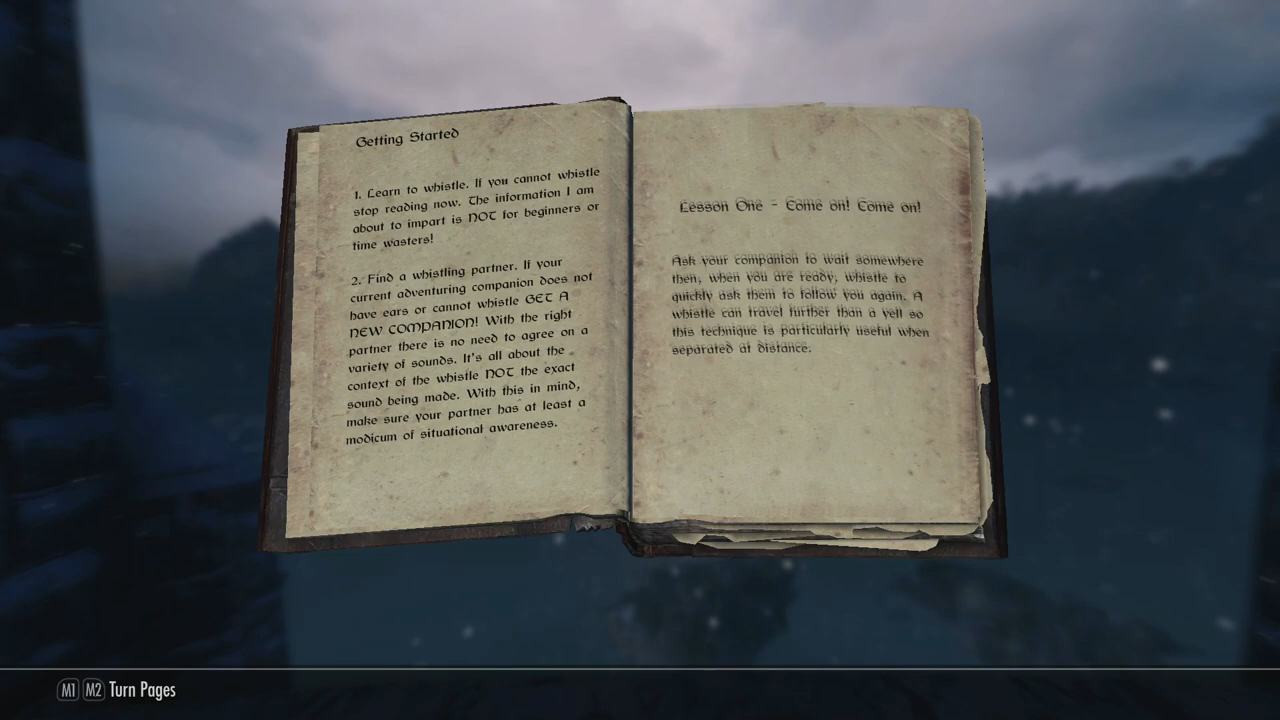 Getting Started
1. Learn to whistle. If you cannot whistle
stop reading now. The information I am
about to impart is NOT for beginners or
time wasters!
2. Find a whistling partner. If your
current adventuring companion does not
have ears or cannot whistle GET A
NEW COMPANION! With the right
partner there is no need to agree on a
variety of sounds. It's all about the
context of the whistle NOT the exact
sound being made. With this in mind,
make sure your partner has at least a
modicum of situational awareness.
Lesson One - Come on! Come on!
Ask your companion to wait somewhere
then, when you are ready, whistle to
quickly ask them to follow you again. A
whistle can travel further than a yell so
this technique is particularly useful when
separated at distance.
M1 M2 Turn Pages